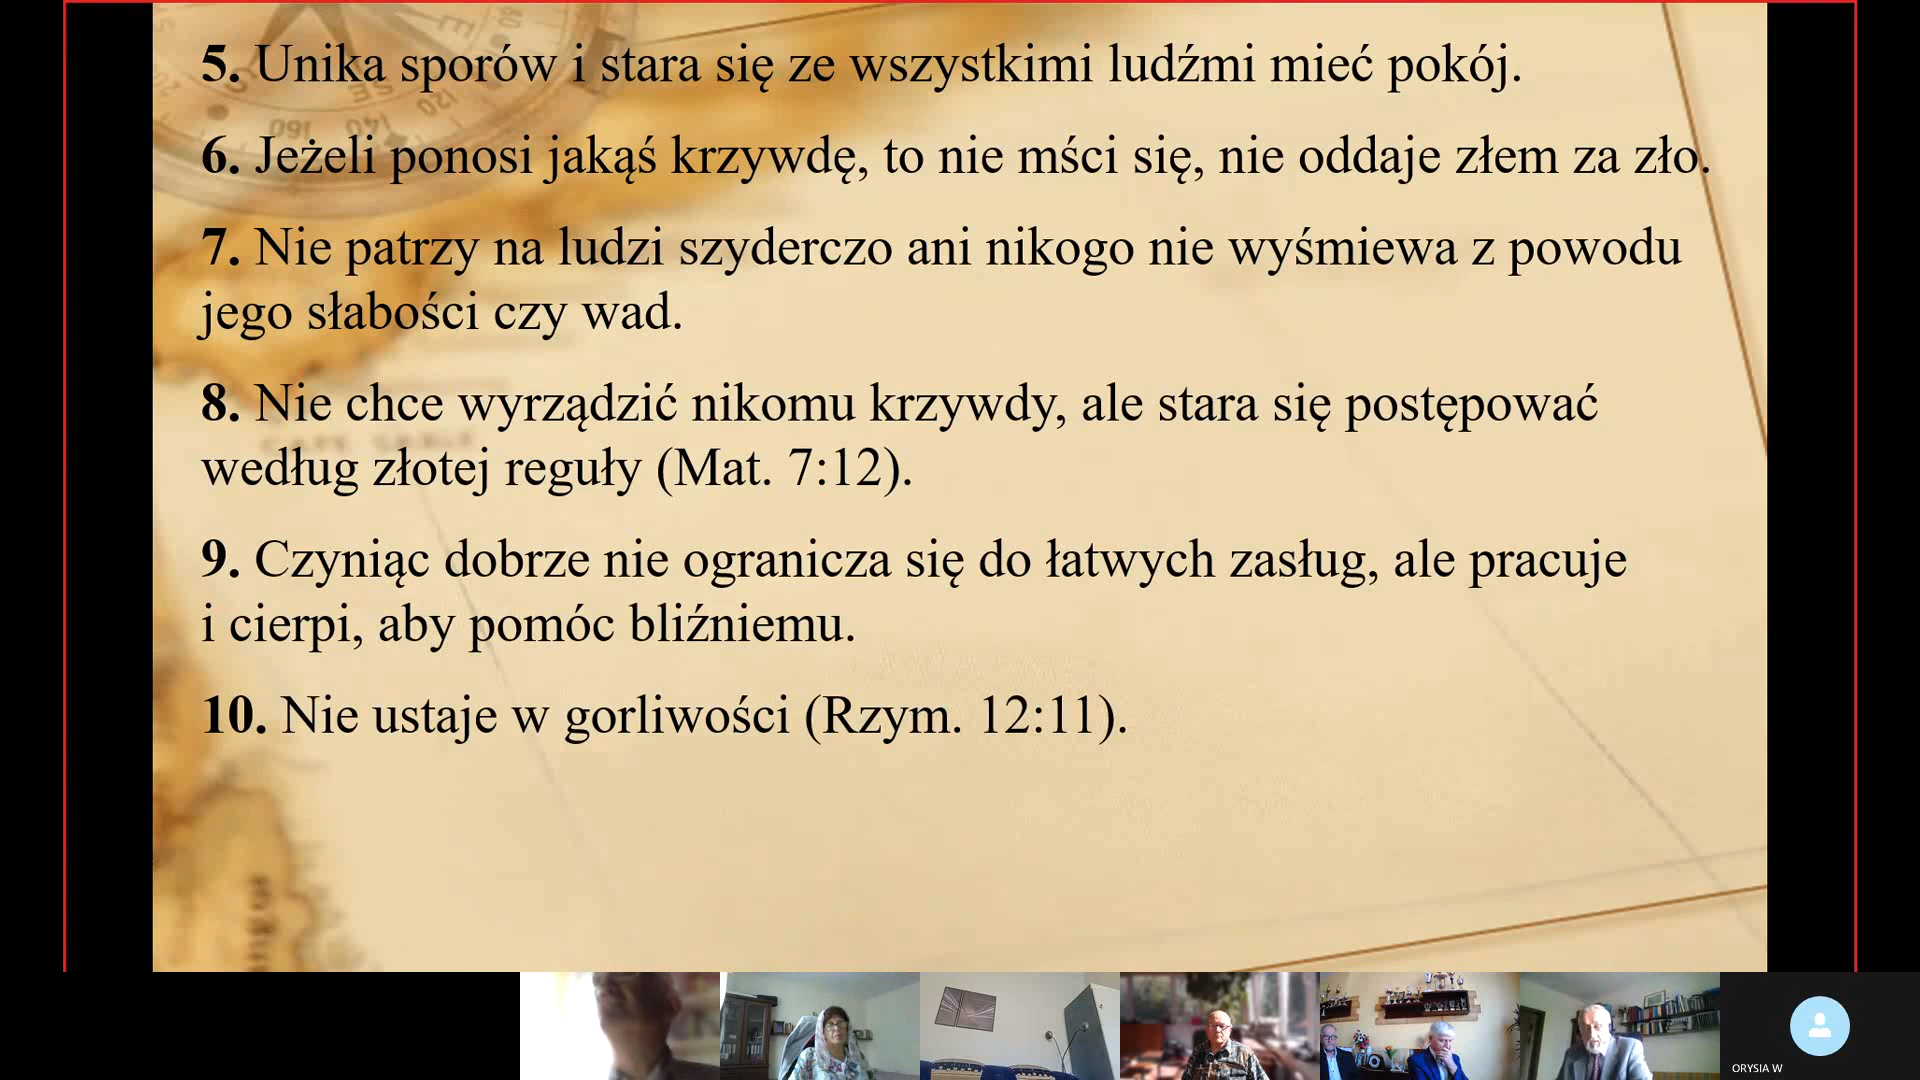 5. Unika sporów i stara się ze wszystkimi ludźmi mieć pokój.
6. Jeżeli ponosi jakąś krzywdę, to nie mści się, nie oddaje złem za zło.
7. Nie patrzy na ludzi szyderczo ani nikogo nie wyśmiewa z powodu
jego słabości czy wad.
8. Nie chce wyrządzić nikomu krzywdy, ale stara się postępować
według złotej reguły (Mat. 7:12).
9. Czyniąc dobrze nie ogranicza się do łatwych zasług, ale pracuje
i cierpi, aby pomóc bliźniemu.
10. Nie ustaje w gorliwości (Rzym. 12:11).
E
SE
120
140
160
ORYSIA W